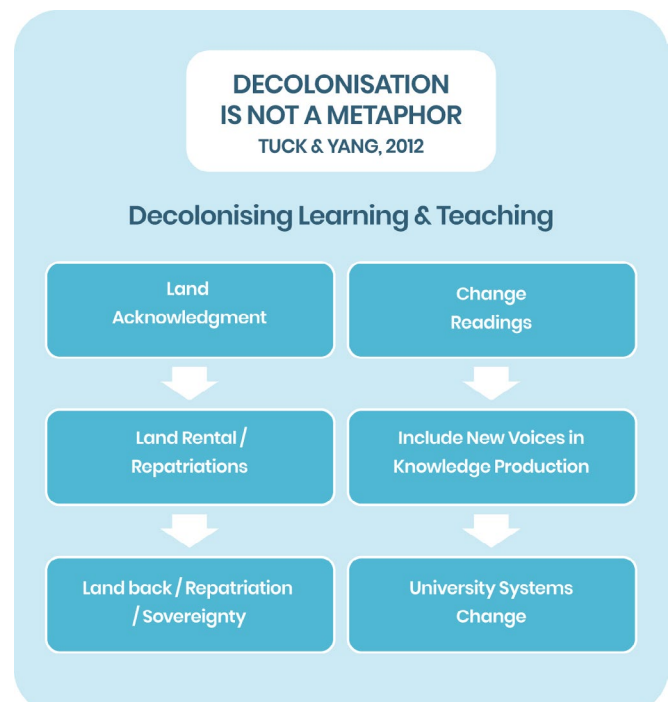 DECOLONISATION
IS NOT A METAPHOR
TUCK & YANG, 2012
Decolonising Learning & Teaching
Land
Acknowledgment
Land Rental /
Repatriations
Land back / Repatriation
/ Sovereignty
Change
Readings
Include New Voices in
Knowledge Production
University Systems
Change